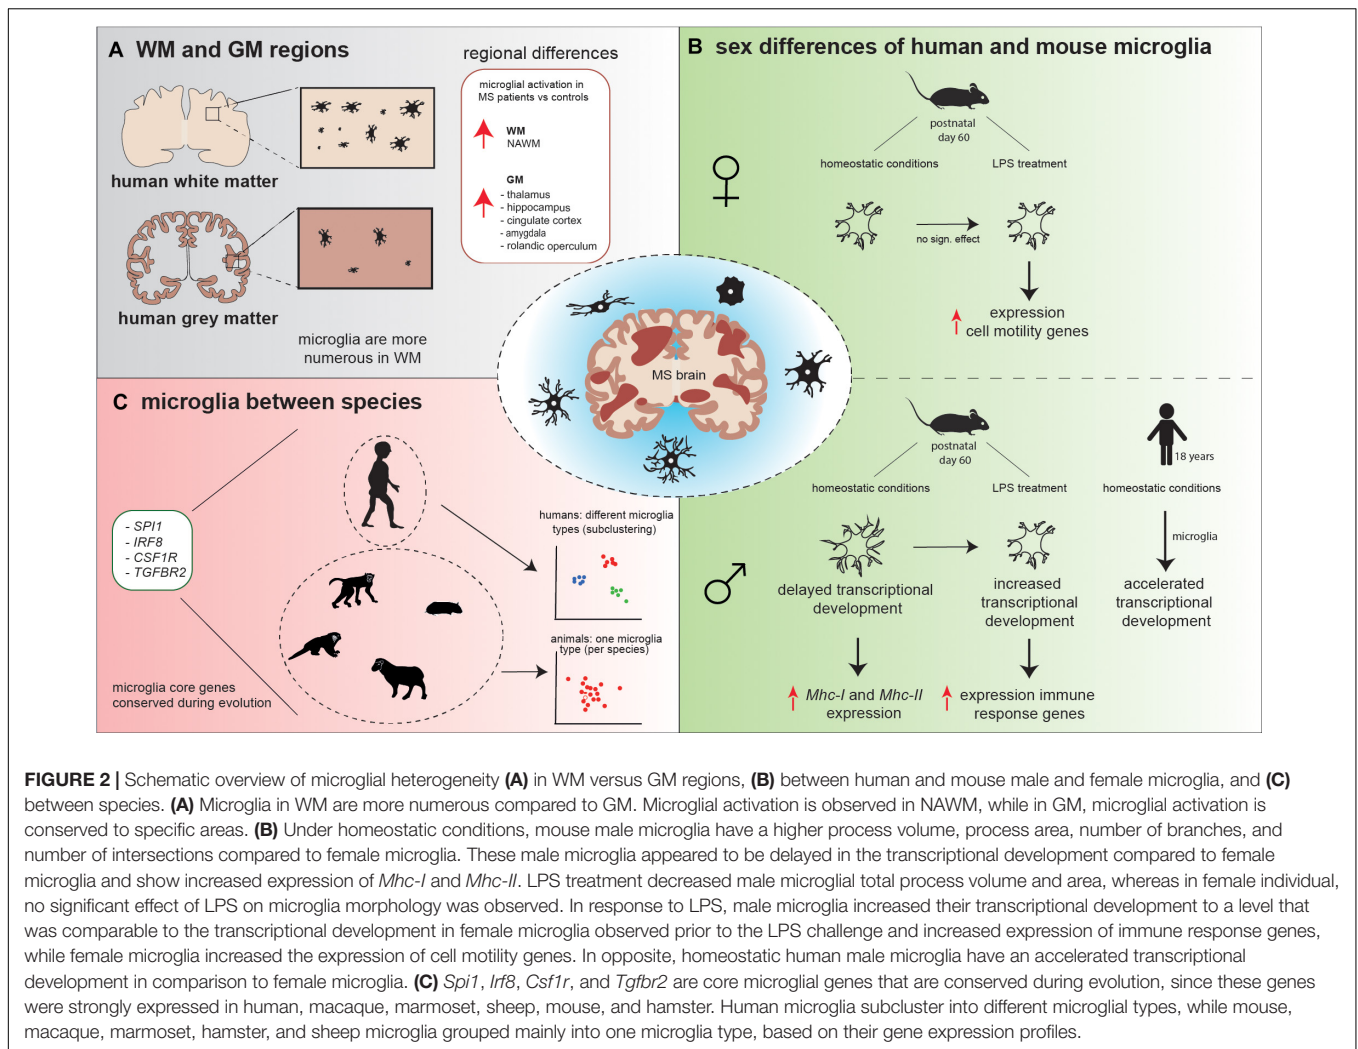 A WM and GM regions
human white matter
human grey matter
microglia are more
numerous in WM
regional differences
microglial activation in
MS patients vs controls
WM
NAWM
GM
- thalamus
- hippocampus
- cingulate cortex
- amygdala
- rolandic operculum
B sex differences of human and mouse microglia
postnatal
day 60
homeostatic conditions
LPS treatment
no sign. effect
expression
cell motility genes
MS brain
postnatal
day 60
18 years
homeostatic conditions
LPS treatment
homeostatic conditions
microglia
delayed transcriptional
development
increased
transcriptional
development
accelerated
transcriptional
development
Mhc-I and Mhc-II
expression
expression immune
response genes
C microglia between species
- SPI1
- IRF8
- CSF1R
- TGFBR2
microglia core genes
conserved during evolution
humans: different microglia
types (subclustering)
animals: one microglia
type (per species)
FIGURE 2 | Schematic overview of microglial heterogeneity (A) in WM versus GM regions, (B) between human and mouse male and female microglia, and (C)
between species. (A) Microglia in WM are more numerous compared to GM. Microglial activation is observed in NAWM, while in GM, microglial activation is
conserved to specific areas. (B) Under homeostatic conditions, mouse male microglia have a higher process volume, process area, number of branches, and
number of intersections compared to female microglia. These male microglia appeared to be delayed in the transcriptional development compared to female
microglia and show increased expression of Mhc-I and Mhc-II. LPS treatment decreased male microglial total process volume and area, whereas in female individual,
no significant effect of LPS on microglia morphology was observed. In response to LPS, male microglia increased their transcriptional development to a level that
was comparable to the transcriptional development in female microglia observed prior to the LPS challenge and increased expression of immune response genes,
while female microglia increased the expression of cell motility genes. In opposite, homeostatic human male microglia have an accelerated transcriptional
development in comparison to female microglia. (C) Spi1, Irf8, Csf1r, and Tgfbr2 are core microglial genes that are conserved during evolution, since these genes
were strongly expressed in human, macaque, marmoset, sheep, mouse, and hamster. Human microglia subcluster into different microglial types, while mouse,
macaque, marmoset, hamster, and sheep microglia grouped mainly into one microglia type, based on their gene expression profiles.